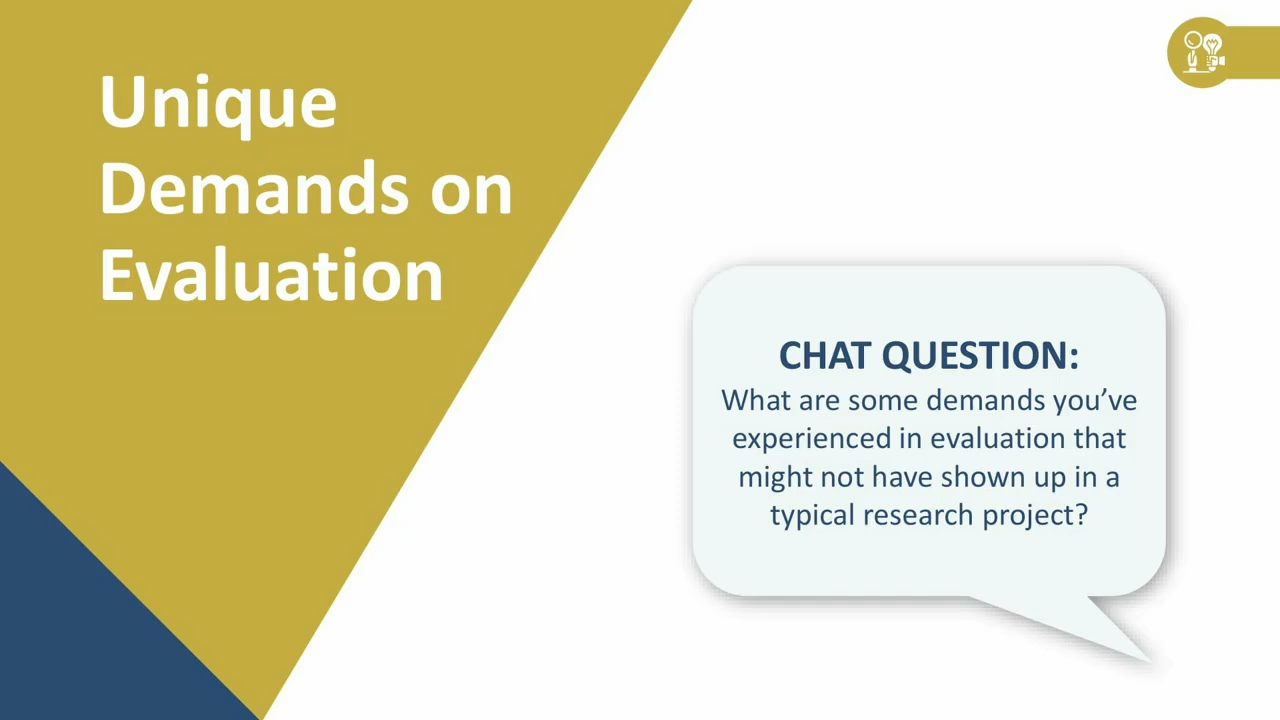 Unique
Demands on
Evaluation
CHAT QUESTION:
What are some demands you’ve
experienced in evaluation that
might not have shown up in a
typical research project?